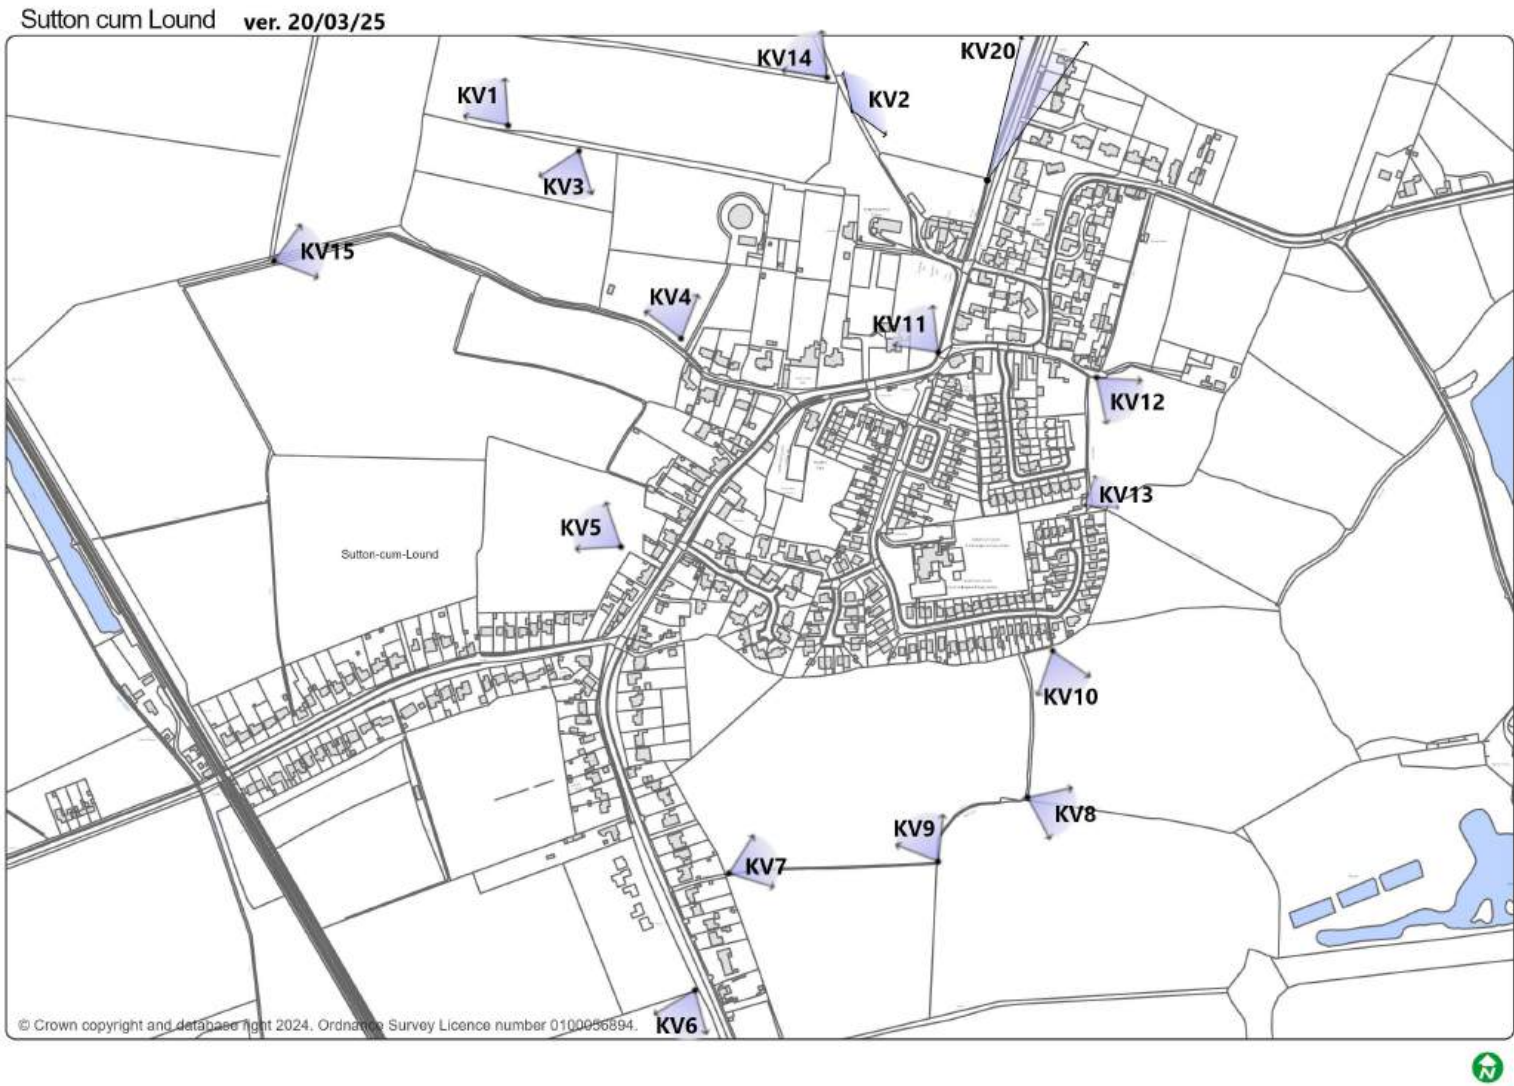 Sutton cum Lound ver. 20/03/25
KV14
KV20
KV1
KV2
KV3
KV15
KV4
KV11
KV12
KV13
KV5
Sutton-cum-Lound
KV10
KV8
KV9
KV7
KV6
© Crown copyright and database right 2024. Ordnance Survey Licence number 0100056894.
N